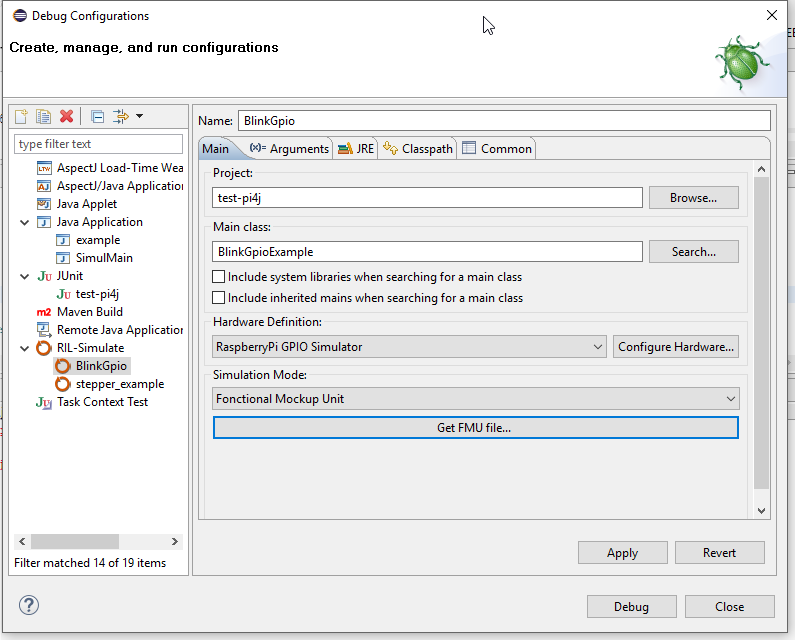 Debug Configurations
Create, manage, and run configurations
type filter text
AspectJ Load-Time Wea
AspectJ/Java Application
Java Applet
Java Application
example
SimulMain
JUnit
test-pi4j
Maven Build
Remote Java Application
RIL-Simulate
BlinkGpio
stepper_example
Task Context Test
Filter matched 14 of 19 items
Name: BlinkGpio
Main (x)= Arguments JRE Classpath Common
Project:
test-pi4j Browse...
Main class:
BlinkGpioExample Search...
Include system libraries when searching for a main class
Include inherited mains when searching for a main class
Hardware Definition:
RaspberryPi GPIO Simulator Configure Hardware...
Simulation Mode:
Fonctional Mockup Unit
Get FMU file...
Apply Revert
Debug Close